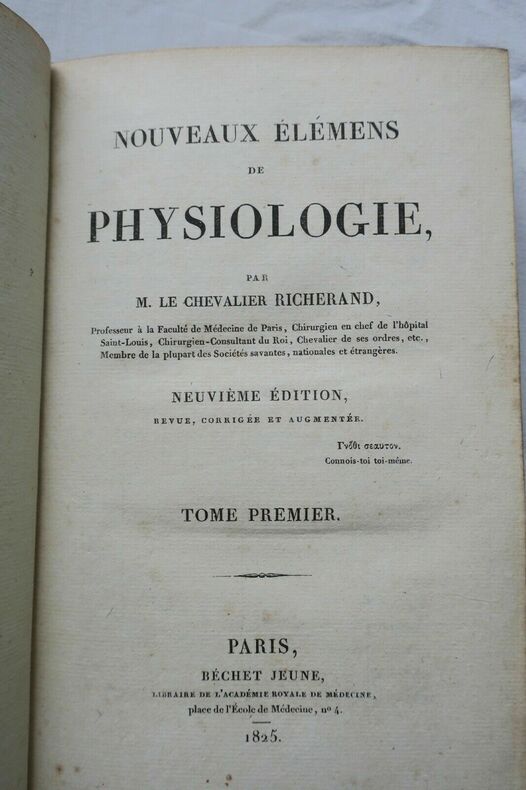 NOUVEAUX ÉLÉMENS
DE
PHYSIOLOGIE,
PAR
M. LE CHEVALIER RICHERAND,
Professeur à la Faculté de Médecine de Paris, Chirurgien en chef de l'hôpital
Saint-Louis, Chirurgien-Consultant du Roi, Chevalier de ses ordres, etc.,
Membre de la plupart des Sociétés savantes, nationales et étrangères.
NEUVIÈME ÉDITION,
REVUE, CORRIGÉE ET AUGMENTÉE.
Γνῶθι σεαυτον.
Connois-toi toi-même.
TOME PREMIER.
PARIS,
BÉCHET JEUNE,
LIBRAIRE DE L'ACADÉMIE ROYALE DE MÉDECINE,
place de l'École de Médecine, nº 4.
1825.